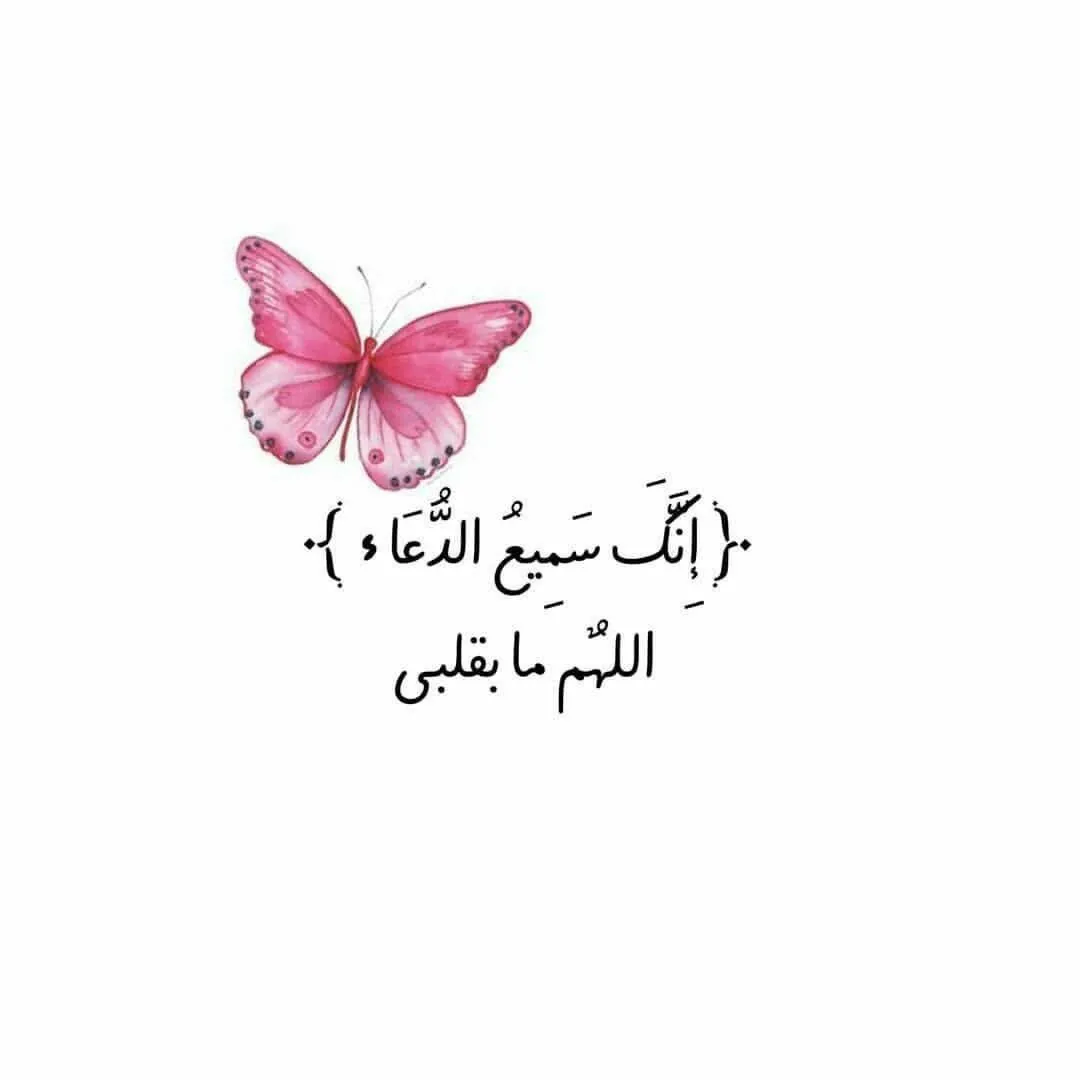 ﴿ إِنَّكَ سَمِيعُ الدُّعَاء ﴾
اللهُم ما بقلبى